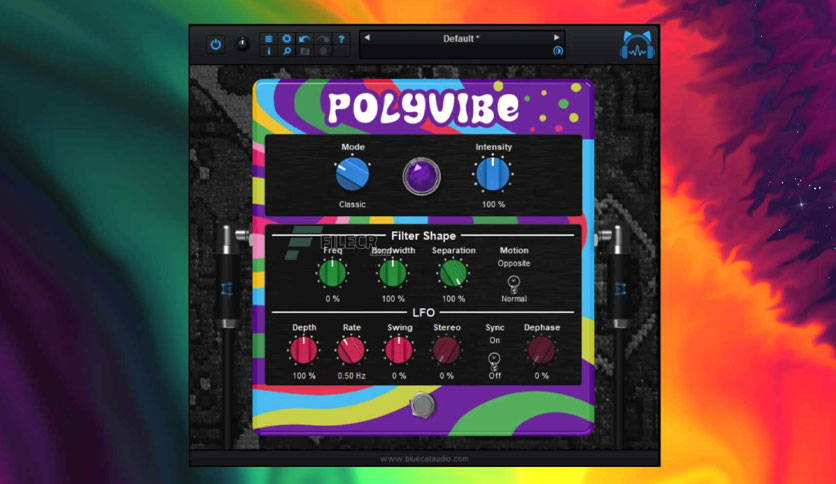 Default *
i
?
POLYVIBE
Mode Intensity
Classic 100 %
FILECR
Filter Shape
Freq Bandwidth Separation Motion
Opposite
0 % 100 % 100 % Normal
LFO
Depth Rate Swing Stereo Sync Dephase
On
100 % 0.50 Hz 0 % 0 % Off 0 %
www.bluecataudio.com